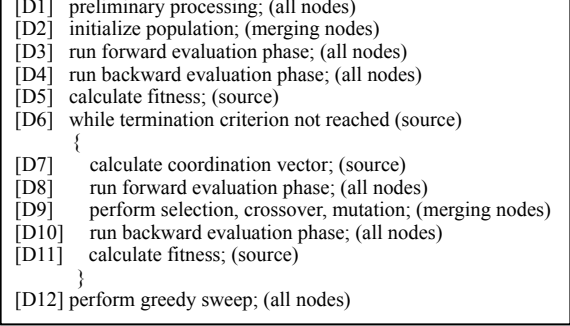 [D1] preliminary processing; (all nodes)
[D2] initialize population; (merging nodes)
[D3] run forward evaluation phase; (all nodes)
[D4] run backward evaluation phase; (all nodes)
[D5] calculate fitness; (source)
[D6] while termination criterion not reached (source)
{
[D7] calculate coordination vector; (source)
[D8] run forward evaluation phase; (all nodes)
[D9] perform selection, crossover, mutation; (merging nodes)
[D10] run backward evaluation phase; (all nodes)
[D11] calculate fitness; (source)
}
[D12] perform greedy sweep; (all nodes)